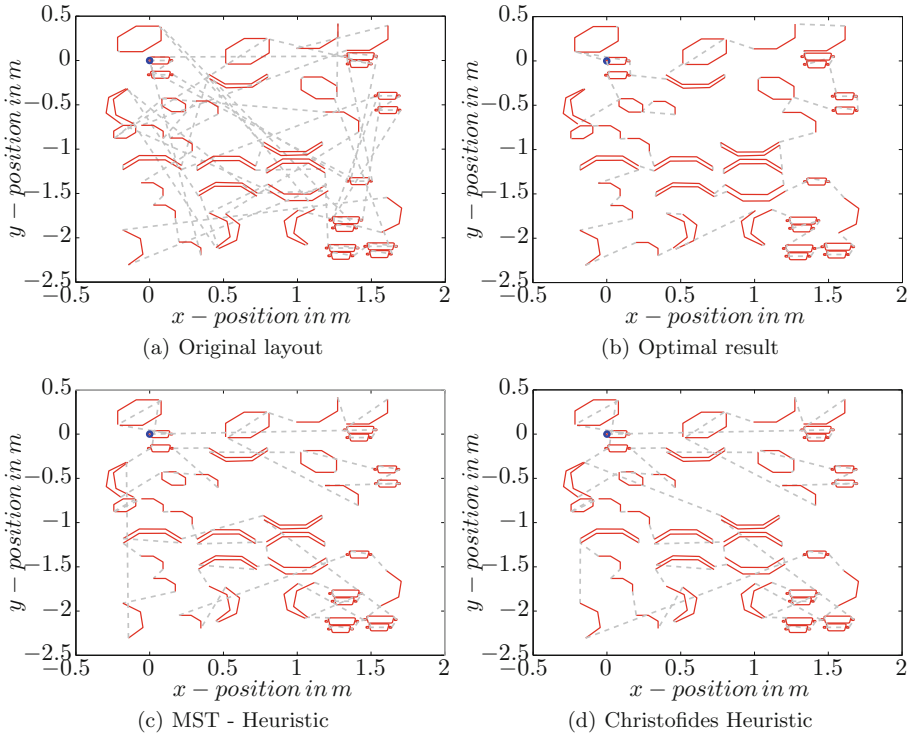 0.5
0
−0.5
−1
−1.5
−2
−2.5
y − position in m
−0.5 0 0.5 1 1.5 2
x − position in m
(a) Original layout
0.5
0
−0.5
−1
−1.5
−2
−2.5
y − position in m
−0.5 0 0.5 1 1.5 2
x − position in m
(b) Optimal result
0.5
0
−0.5
−1
−1.5
−2
−2.5
y − position in m
−0.5 0 0.5 1 1.5 2
x − position in m
(c) MST - Heuristic
0.5
0
−0.5
−1
−1.5
−2
−2.5
y − position in m
−0.5 0 0.5 1 1.5 2
x − position in m
(d) Christofides Heuristic